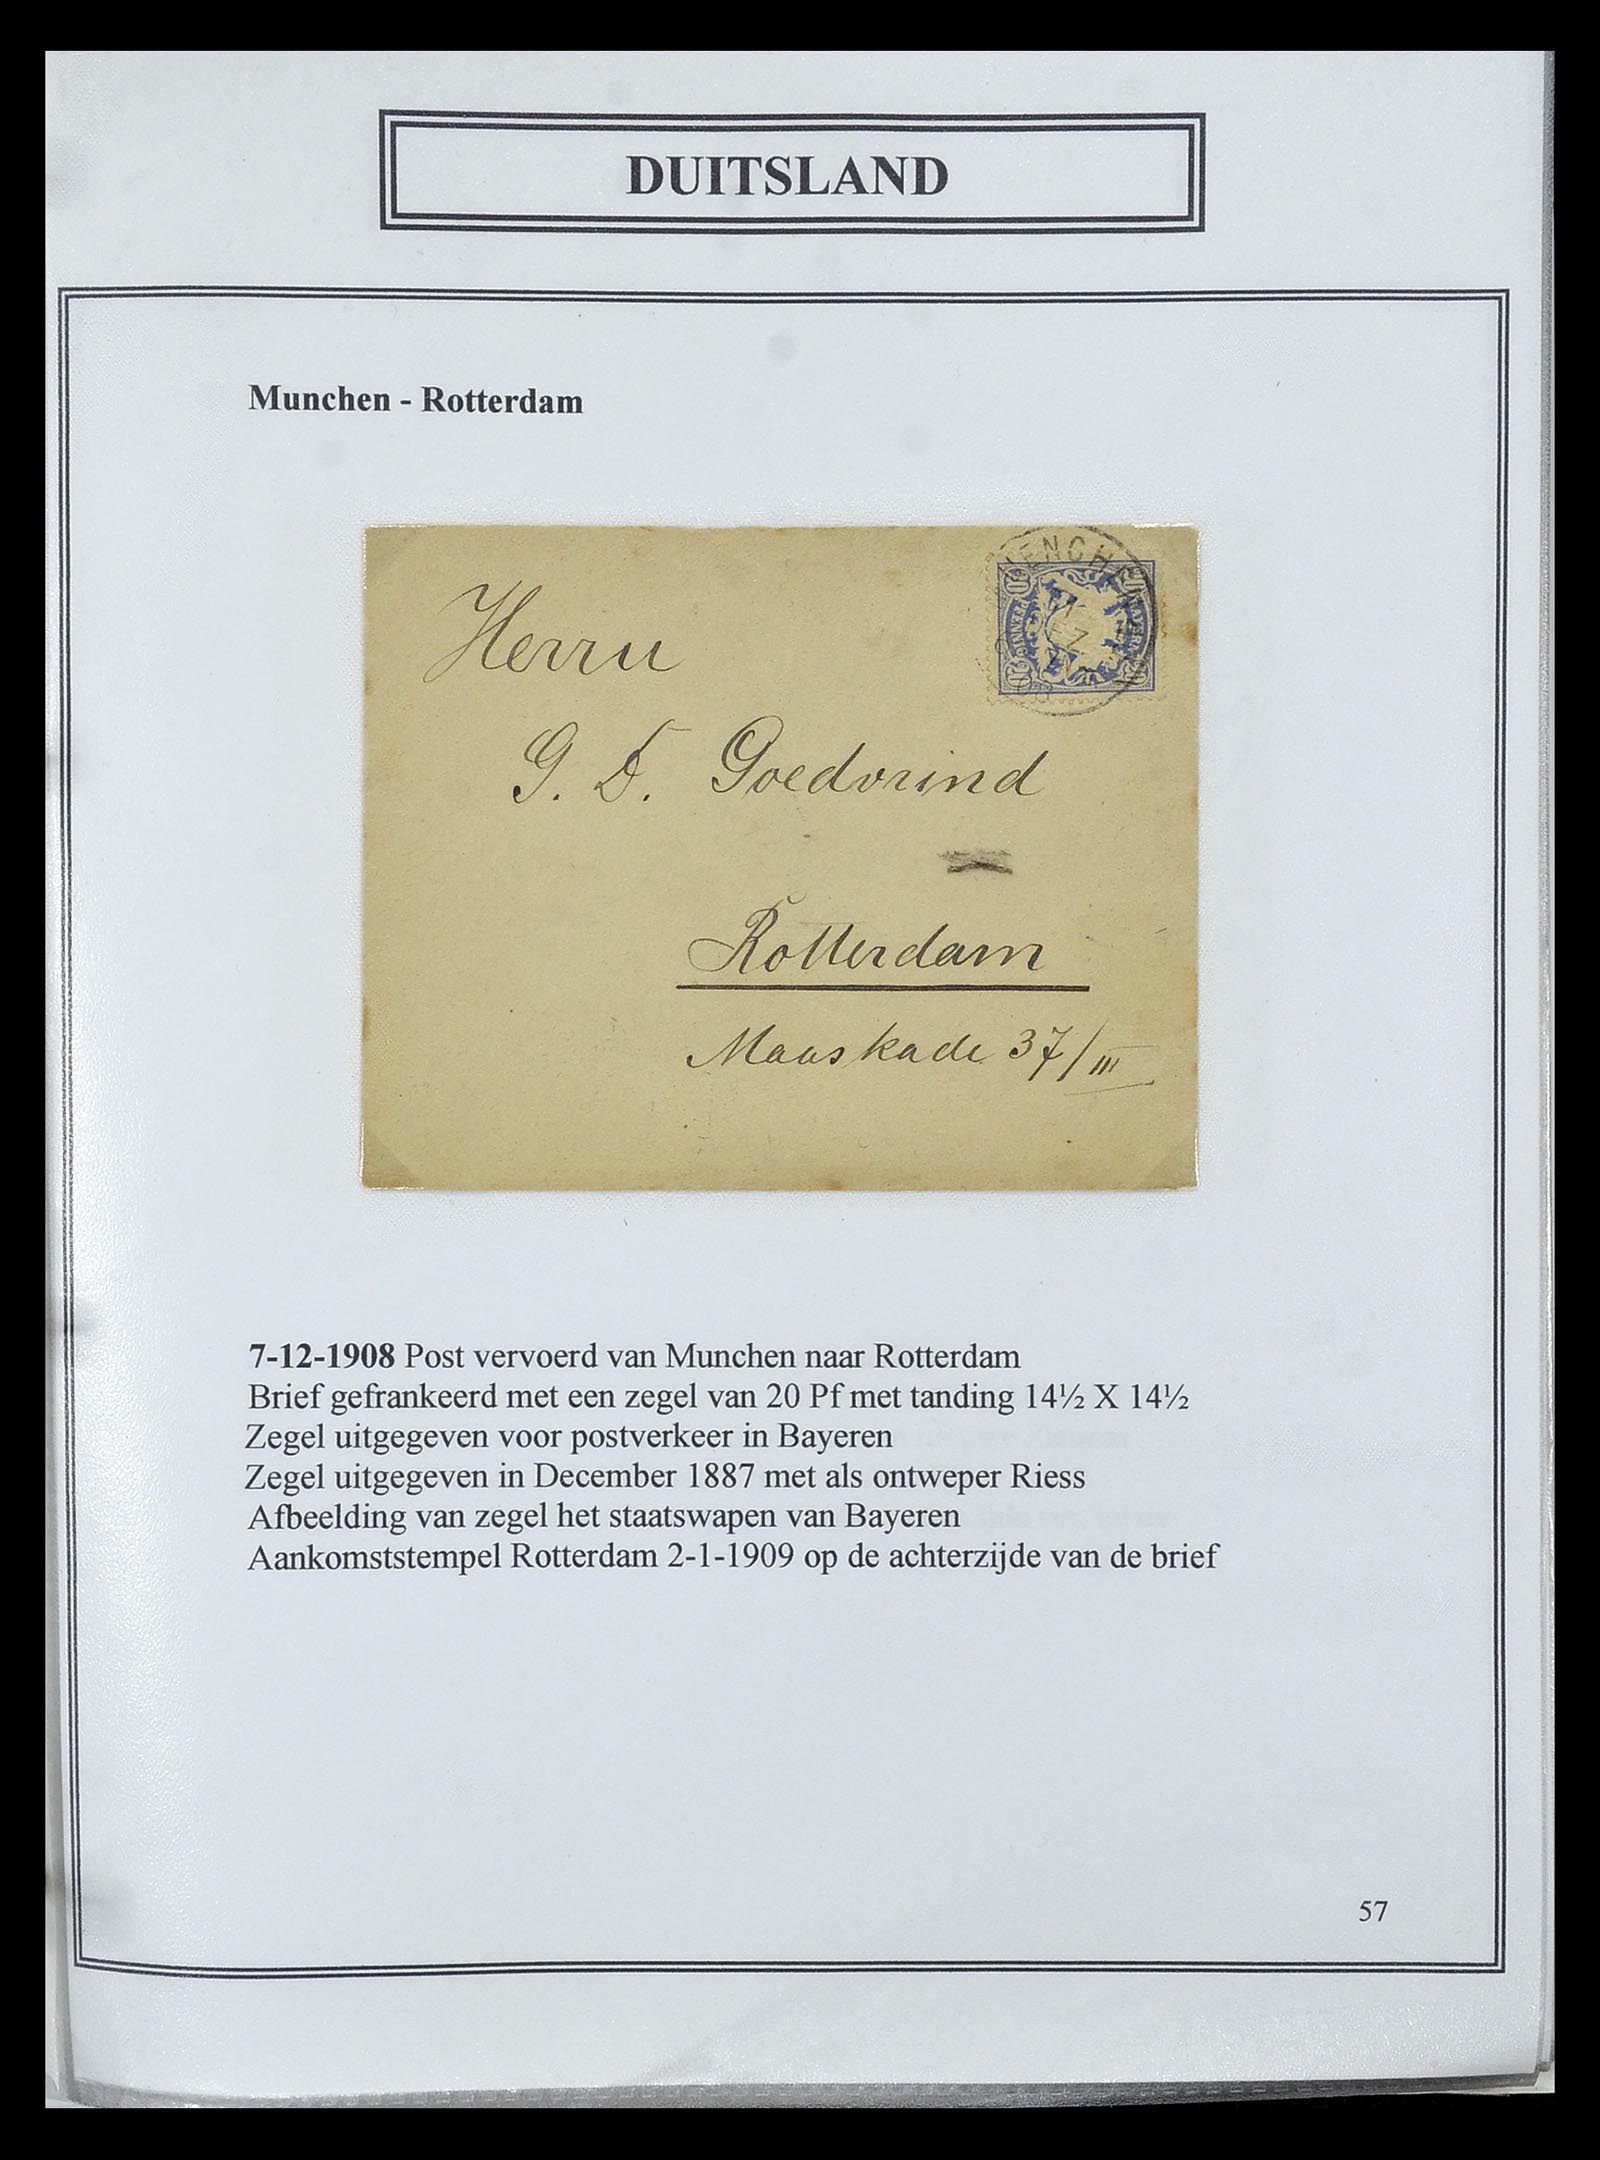 DUITSLAND
Munchen - Rotterdam
Herrn
G. D. Goedvrind
Rotterdam
Maaskade 37/III
7-12-1908 Post vervoerd van Munchen naar Rotterdam
Brief gefrankeerd met een zegel van 20 Pf met tanding 14½ X 14½
Zegel uitgegeven voor postverkeer in Bayeren
Zegel uitgegeven in December 1887 met als ontweper Riess
Afbeelding van zegel het staatswapen van Bayeren
Aankomststempel Rotterdam 2-1-1909 op de achterzijde van de brief
57